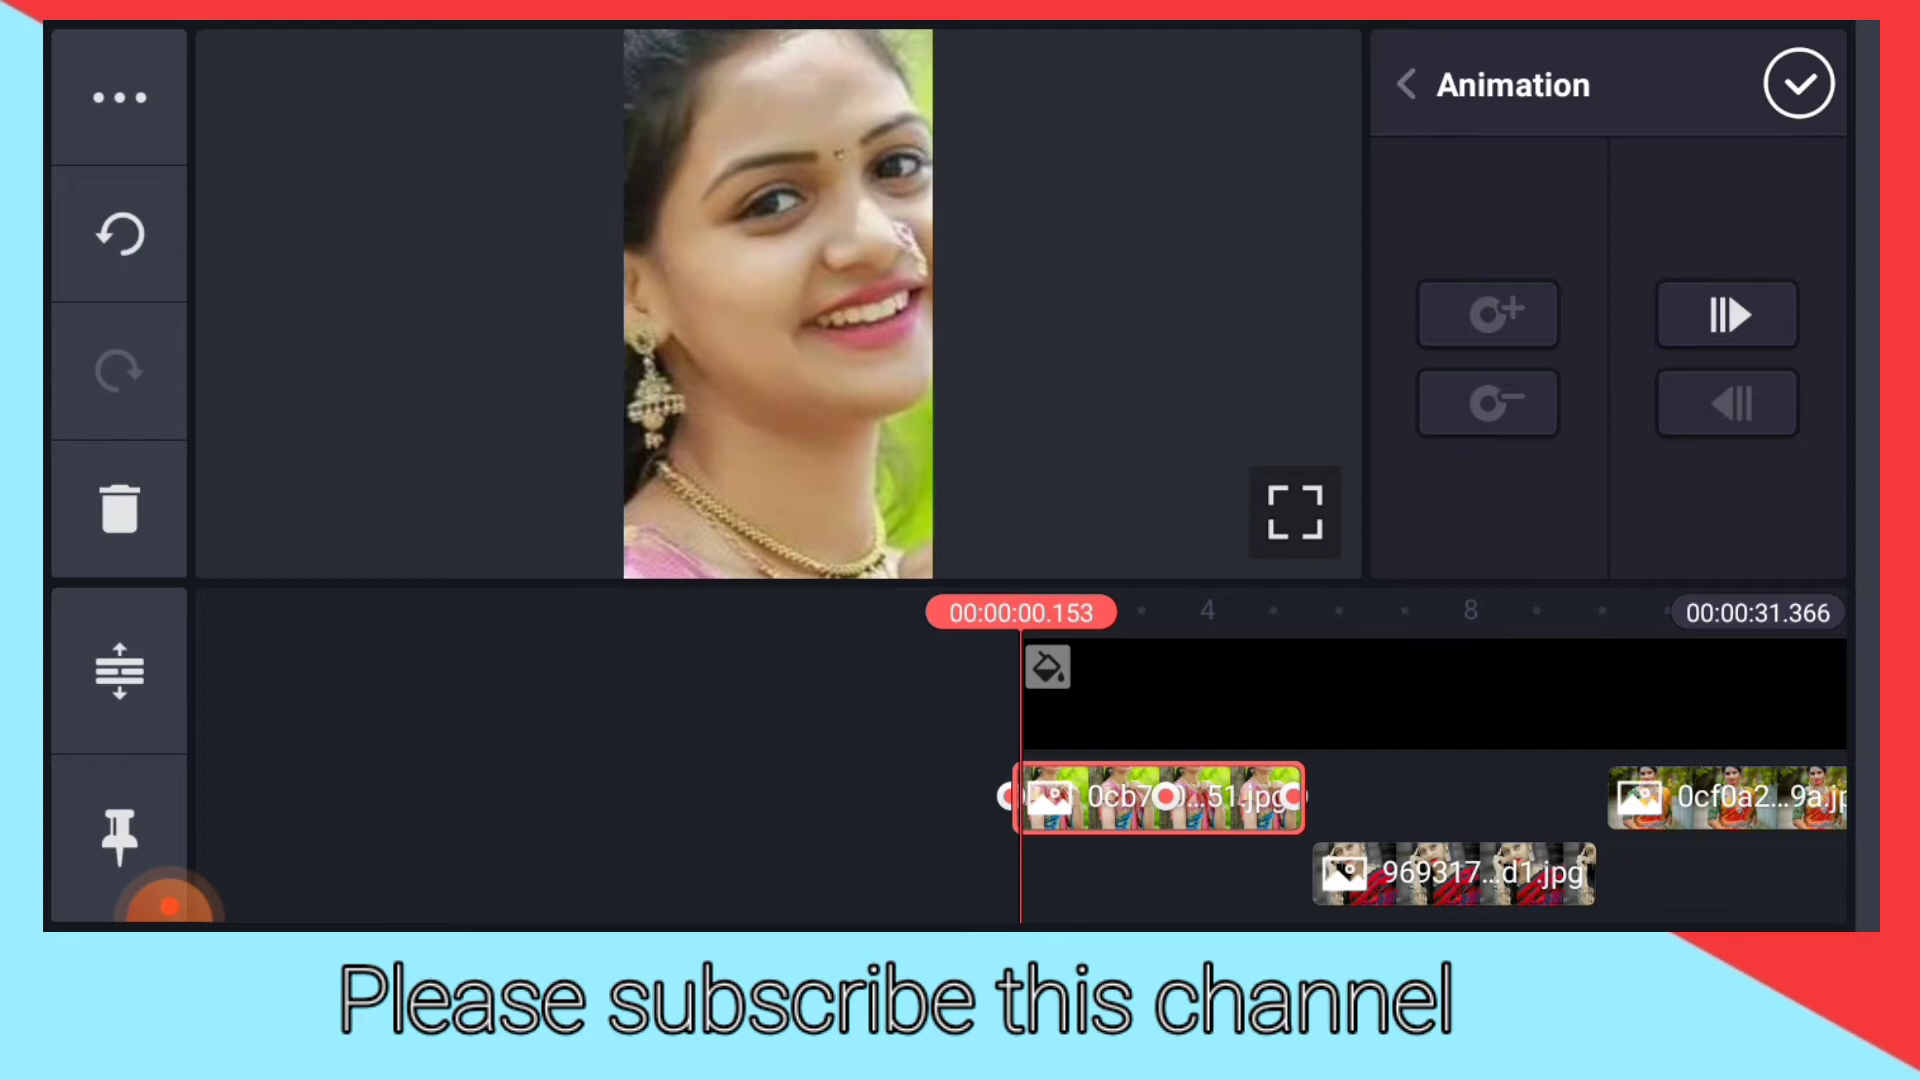 Animation
00:00:00.153
4
8
00:00:31.366
0cb7...51.jpg
0cf0a2...9a.jp
969317...d1.jpg
Please subscribe this channel